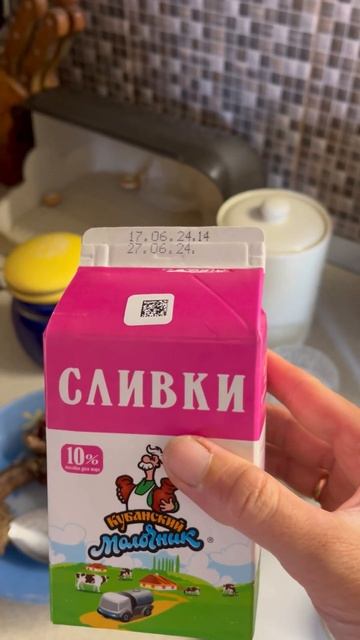 17.06.24.14
27.06.24.
СЛИВКИ
10%
Кубанский
Молочник®